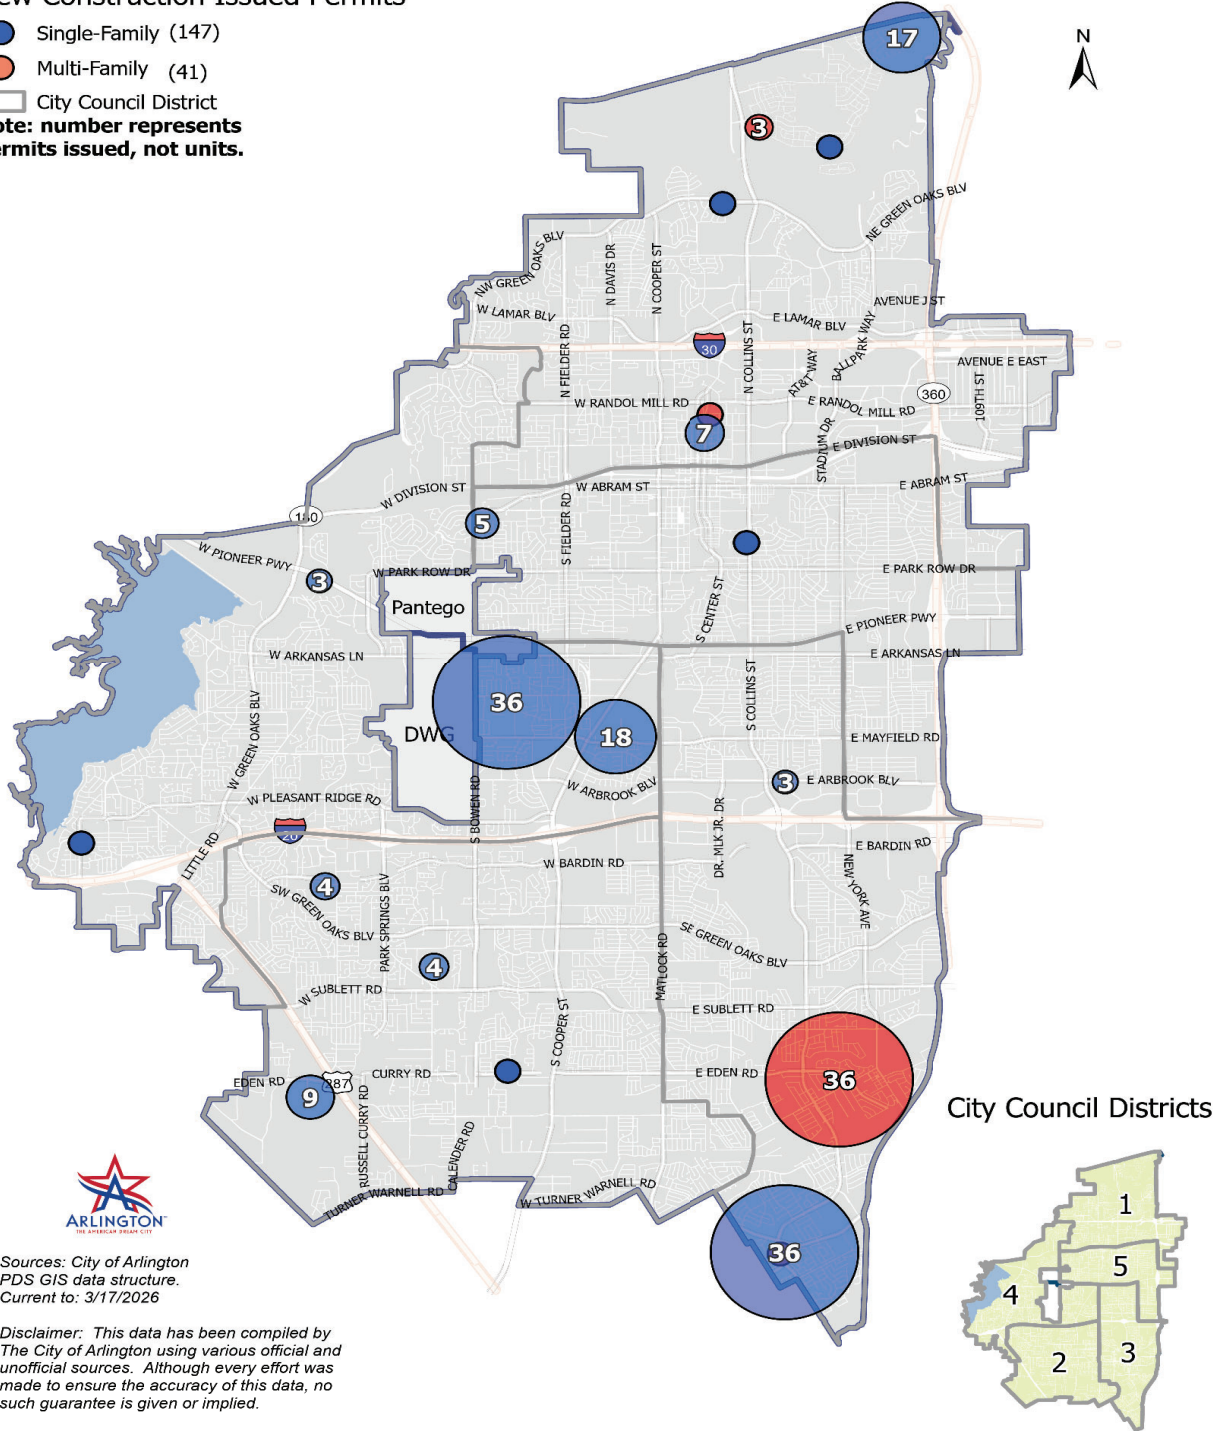 ew Construction Issued Permits
Single-Family (147)
Multi-Family (41)
City Council District
ote: number represents
ermits issued, not units.
N
17
3
NE GREEN OAKS BLV
NW GREEN OAKS BLV
N DAVIS DR
N COOPER ST
W LAMAR BLV
AVENUE J ST
E LAMAR BLV
BALLPARK WAY
N FIELDER RD
30
N COLLINS ST
AT&T WAY
AVENUE E EAST
360
109TH ST
W RANDOL MILL RD
E RANDOL MILL RD
7
STADIUM DR
E DIVISION ST
W DIVISION ST
W ABRAM ST
E ABRAM ST
180
5
S FIELDER RD
W PIONEER PWY
3
W PARK ROW DR
E PARK ROW DR
Pantego
S CENTER ST
E PIONEER PWY
W ARKANSAS LN
E ARKANSAS LN
W GREEN OAKS BLV
36
18
S COLLINS ST
DWG
E MAYFIELD RD
W ARBROOK BLV
3
E ARBROOK BLV
W PLEASANT RIDGE RD
S BOWEN RD
DR. MLK JR. DR
20
LITTLE RD
E BARDIN RD
W BARDIN RD
NEW YORK AVE
4
SW GREEN OAKS BLV
PARK SPRINGS BLV
SE GREEN OAKS BLV
4
MATLOCK RD
W SUBLETT RD
E SUBLETT RD
S COOPER ST
EDEN RD
287
CURRY RD
E EDEN RD
36
9
RUSSELL CURRY RD
CALENDER RD
City Council Districts
TURNER WARNELL RD
W TURNER WARNELL RD
36
1
5
4
2
3
ARLINGTON
THE AMERICAN DREAM CITY
Sources: City of Arlington
PDS GIS data structure.
Current to: 3/17/2026
Disclaimer: This data has been compiled by
The City of Arlington using various official and
unofficial sources. Although every effort was
made to ensure the accuracy of this data, no
such guarantee is given or implied.